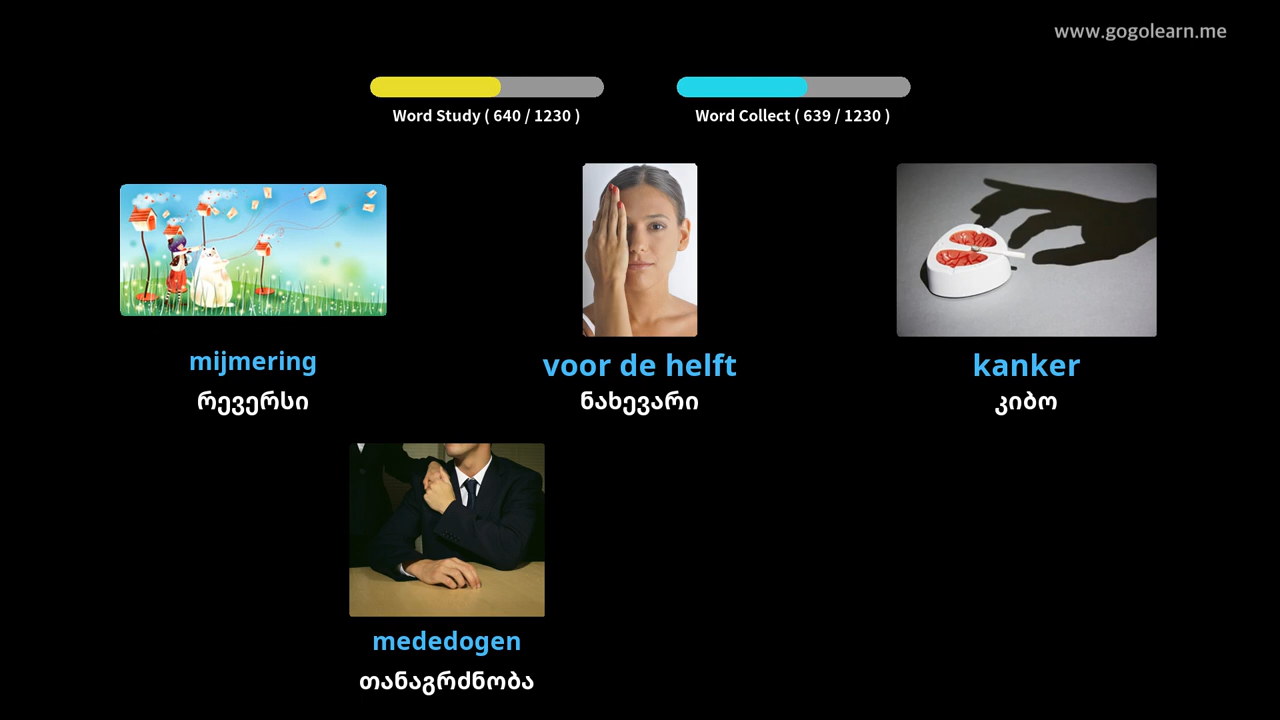 www.gogolearn.me
Word Study ( 640 / 1230 )
Word Collect ( 639 / 1230 )
mijmering
რევერსი
voor de helft
ნახევარი
kanker
კიბო
mededogen
თანაგრძნობა